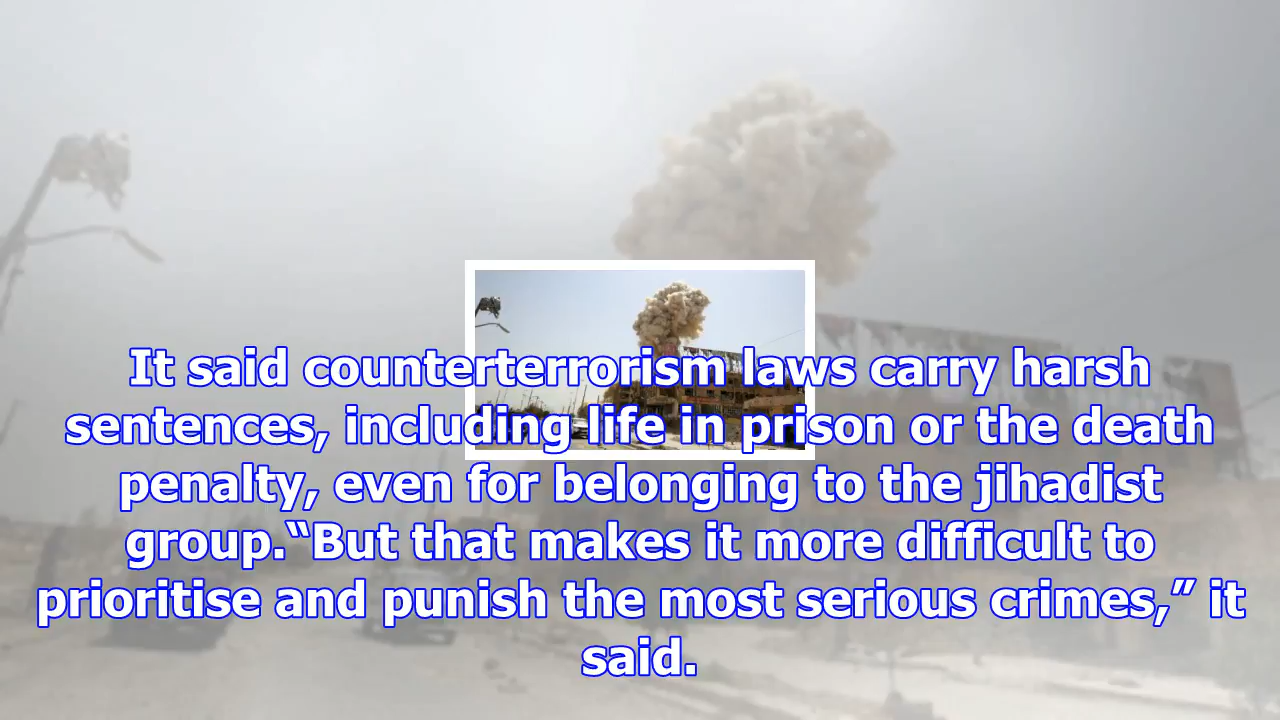 It said counterterrorism laws carry harsh
sentences, including life in prison or the death
penalty, even for belonging to the jihadist
group.“But that makes it more difficult to
prioritise and punish the most serious crimes,” it
said.